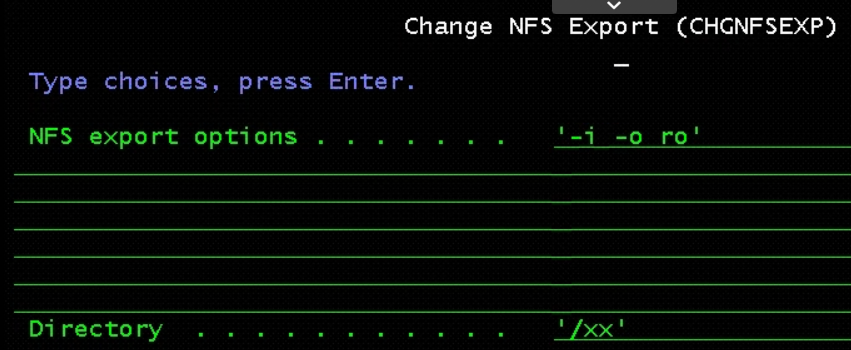 Change NFS Export (CHGNFSEXP)
Type choices, press Enter.
NFS export options . . . . . . . '-i -o ro'
Directory . . . . . . . . . . . '/xx'